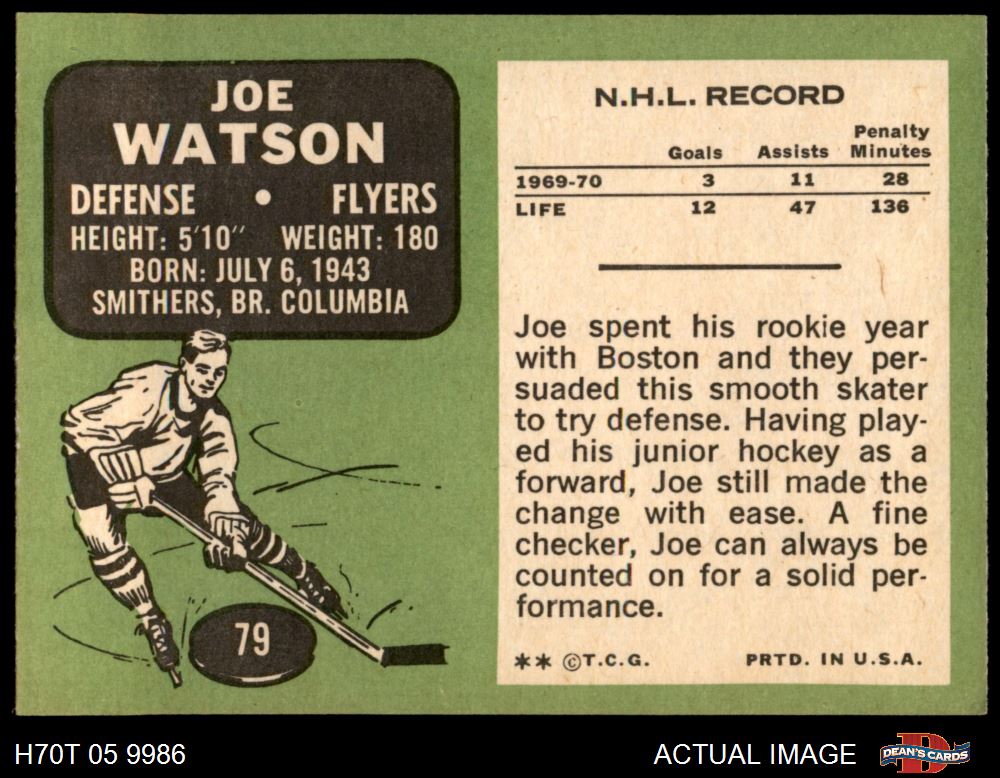 JOE
WATSON
DEFENSE • FLYERS
HEIGHT: 5'10" WEIGHT: 180
BORN: JULY 6, 1943
SMITHERS, BR. COLUMBIA
79
N.H.L. RECORD
Goals Assists Penalty Minutes
1969-70 3 11 28
LIFE 12 47 136
Joe spent his rookie year
with Boston and they per-
suaded this smooth skater
to try defense. Having play-
ed his junior hockey as a
forward, Joe still made the
change with ease. A fine
checker, Joe can always be
counted on for a solid per-
formance.
** ©T.C.G. PRTD. IN U.S.A.
H70T 05 9986 ACTUAL IMAGE D DEAN'S CARDS